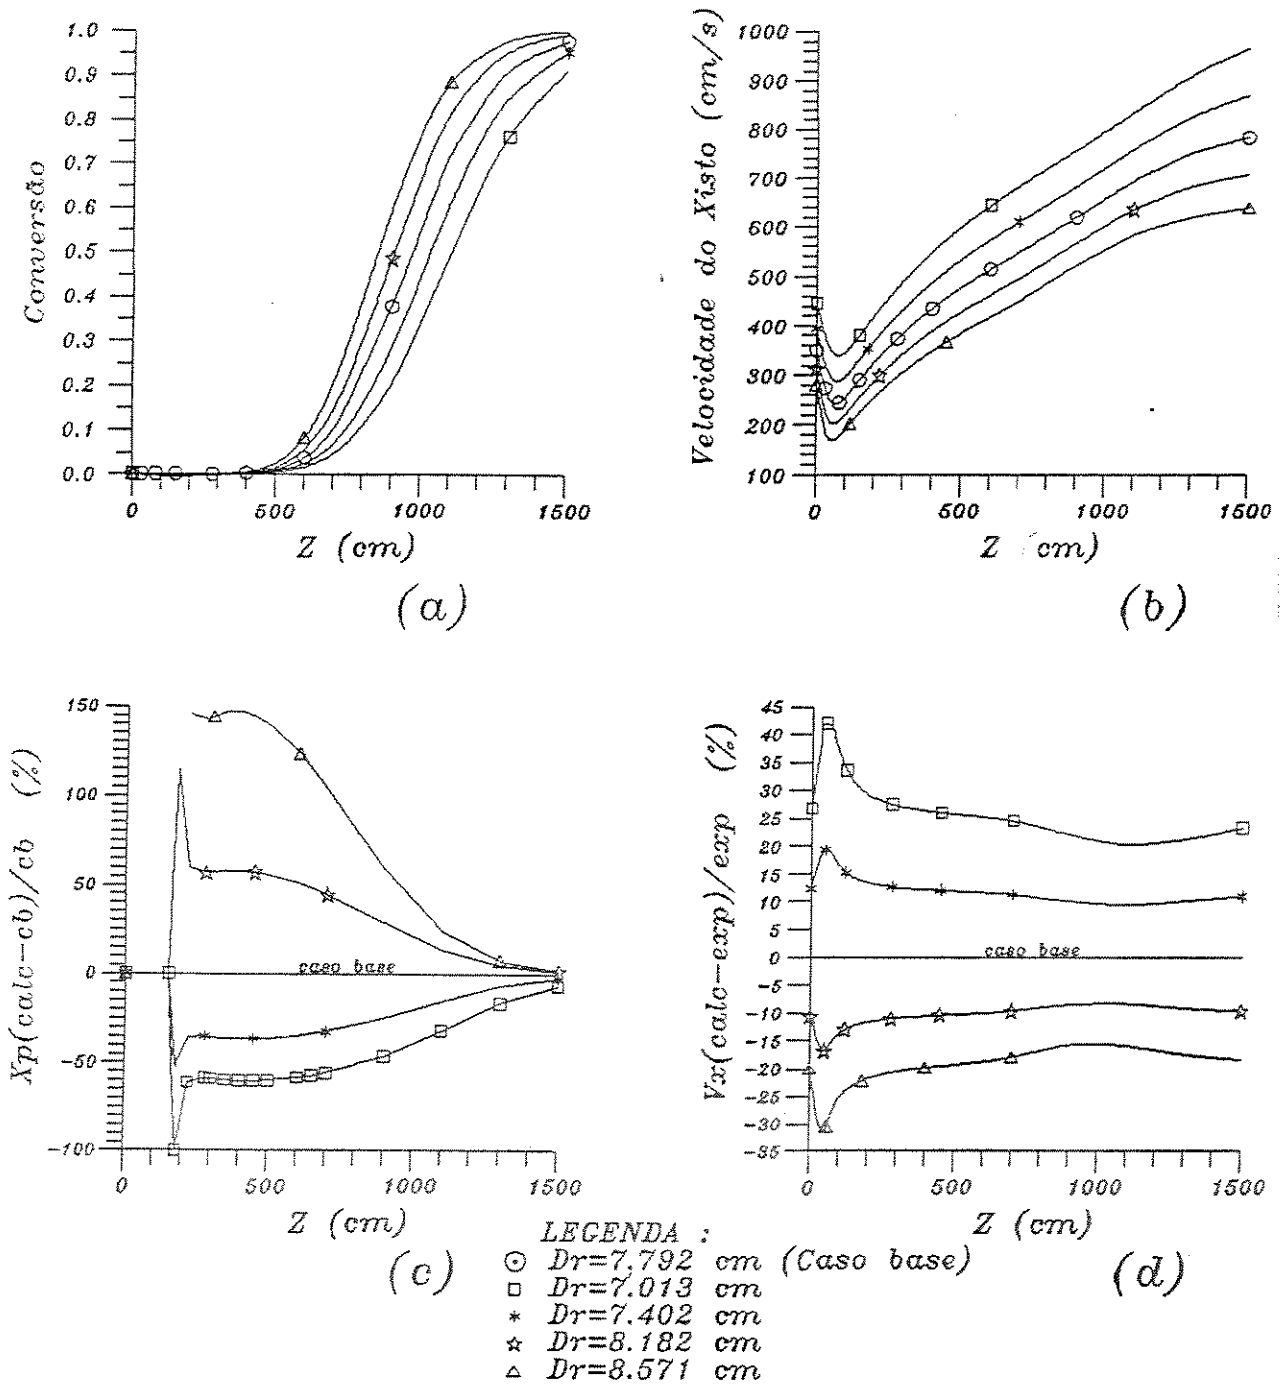 1.0
0.9
0.8
0.7
0.6
0.5
0.4
0.3
0.2
0.1
0.0
Conversão
0 500 1000 1500
Z (cm)
(a)
1000
900
800
700
600
500
400
300
200
100
Velocidade do Xisto (cm/s)
0 500 1000 1500
Z cm)
(b)
150
100
50
0
-50
-100
Xp(calc-cb)/cb (%)
caso base
0 500 1000 1500
Z (cm)
(c)
45
40
35
30
25
20
15
10
5
0
-5
-10
-15
-20
-25
-30
-35
Vx(calc-exp)/exp (%)
caso base
0 500 1000 1500
Z (cm)
(d)
LEGENDA :
Dr=7.792 cm (Caso base)
Dr=7.013 cm
Dr=7.402 cm
Dr=8.182 cm
Dr=8.571 cm